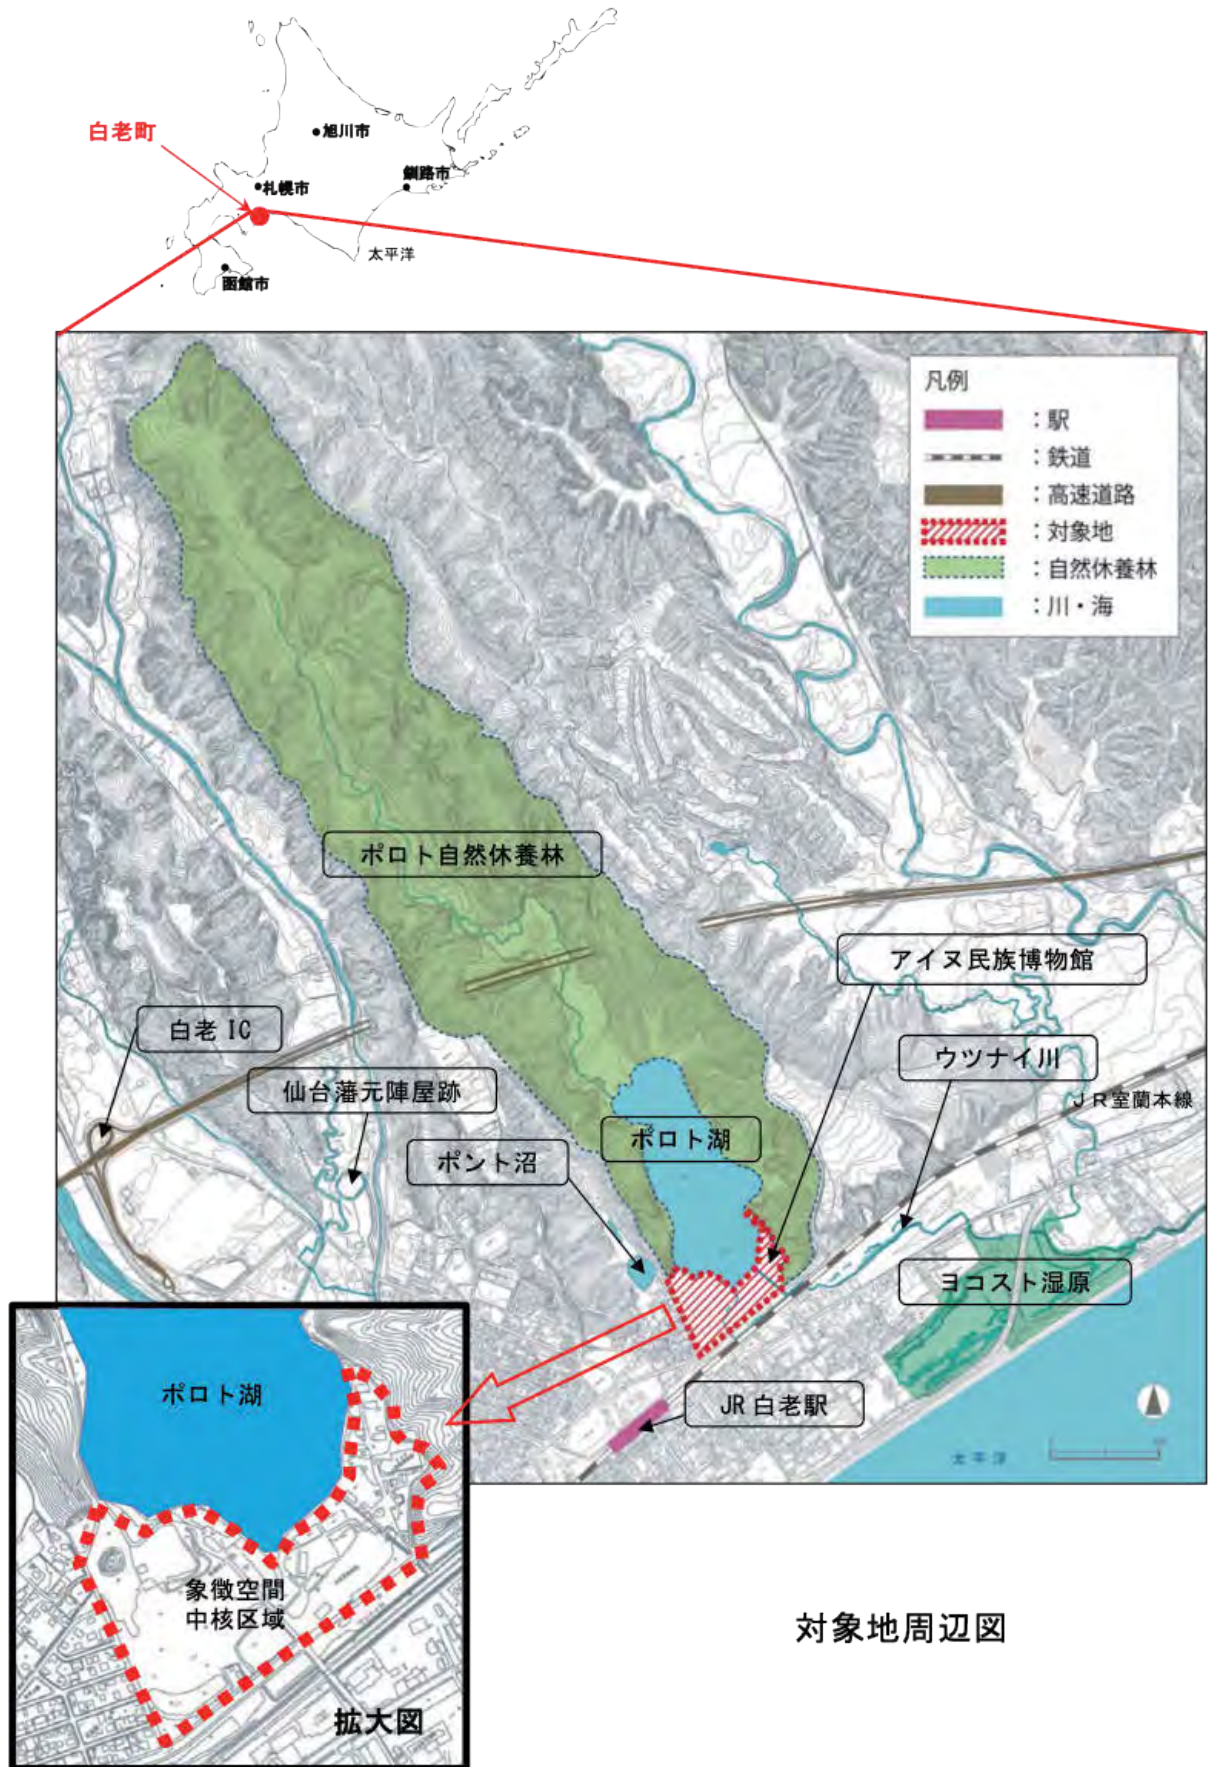 白老町
旭川市
札幌市
釧路市
太平洋
函館市
凡例
：駅
：鉄道
：高速道路
：対象地
：自然休養林
：川・海
ポロト自然休養林
アイヌ民族博物館
白老 IC
ウツナイ川
仙台藩元陣屋跡
ＪＲ室蘭本線
ポロト湖
ポント沼
ヨコスト湿原
JR 白老駅
太平洋
ポロト湖
象徴空間
中核区域
拡大図
対象地周辺図